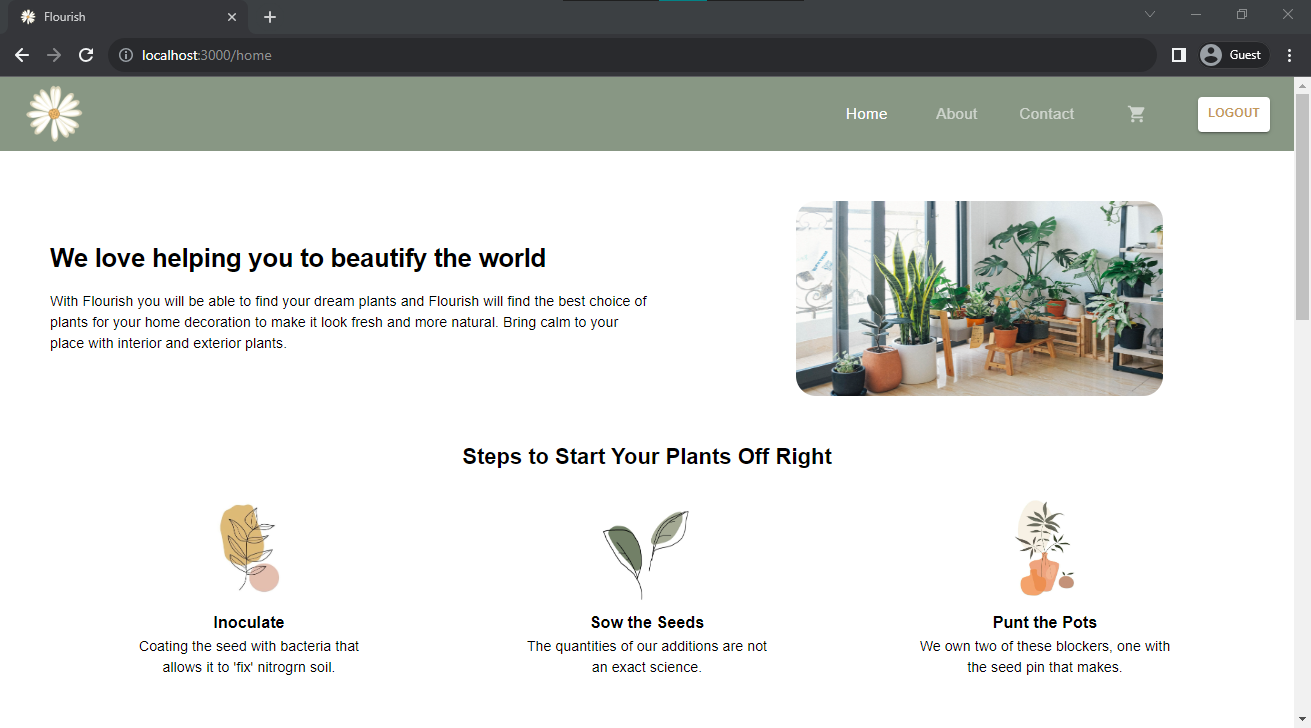 Flourish
localhost:3000/home
Guest
Home
About
Contact
LOGOUT
We love helping you to beautify the world
With Flourish you will be able to find your dream plants and Flourish will find the best choice of
plants for your home decoration to make it look fresh and more natural. Bring calm to your
place with interior and exterior plants.
Steps to Start Your Plants Off Right
Inoculate
Coating the seed with bacteria that
allows it to 'fix' nitrogrn soil.
Sow the Seeds
The quantities of our additions are not
an exact science.
Punt the Pots
We own two of these blockers, one with
the seed pin that makes.